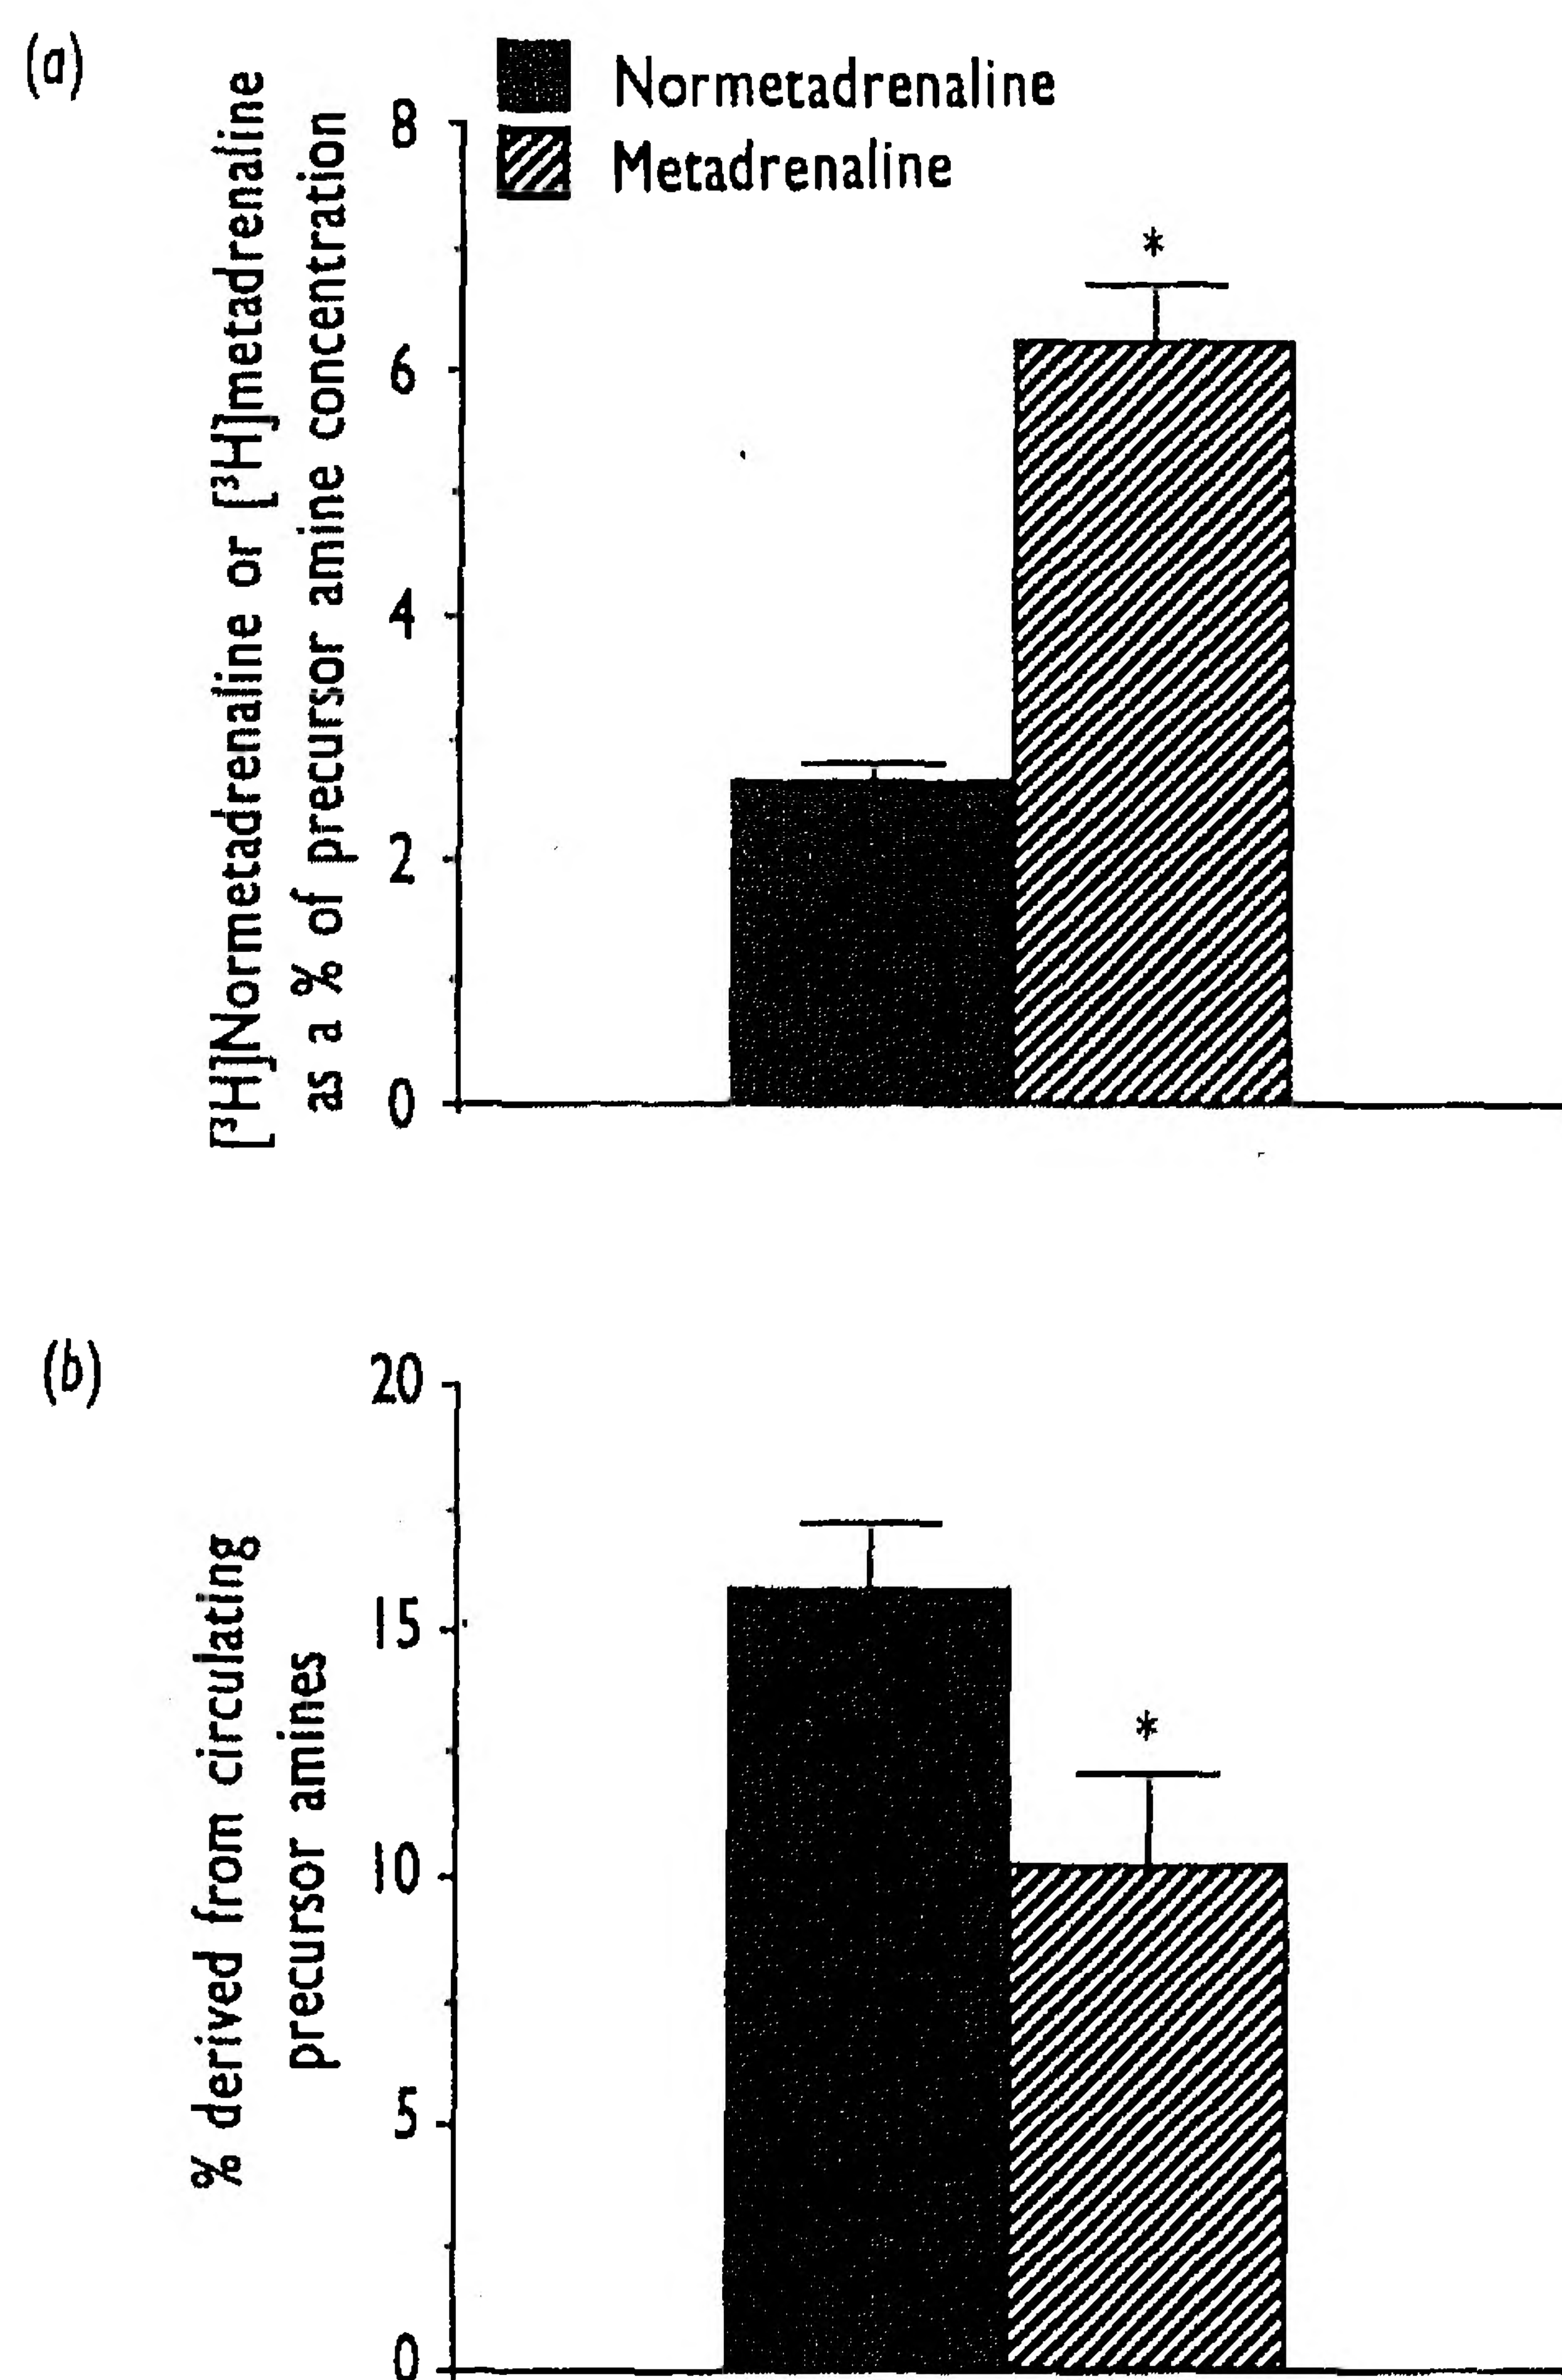 (a)
Normetadrenaline
Metadrenaline
[³H]Normetadrenaline or [³H]metadrenaline
as a % of precursor amine concentration
8
6
4
2
0
*
(b)
% derived from circulating
precursor amines
20
15
10
5
0
*